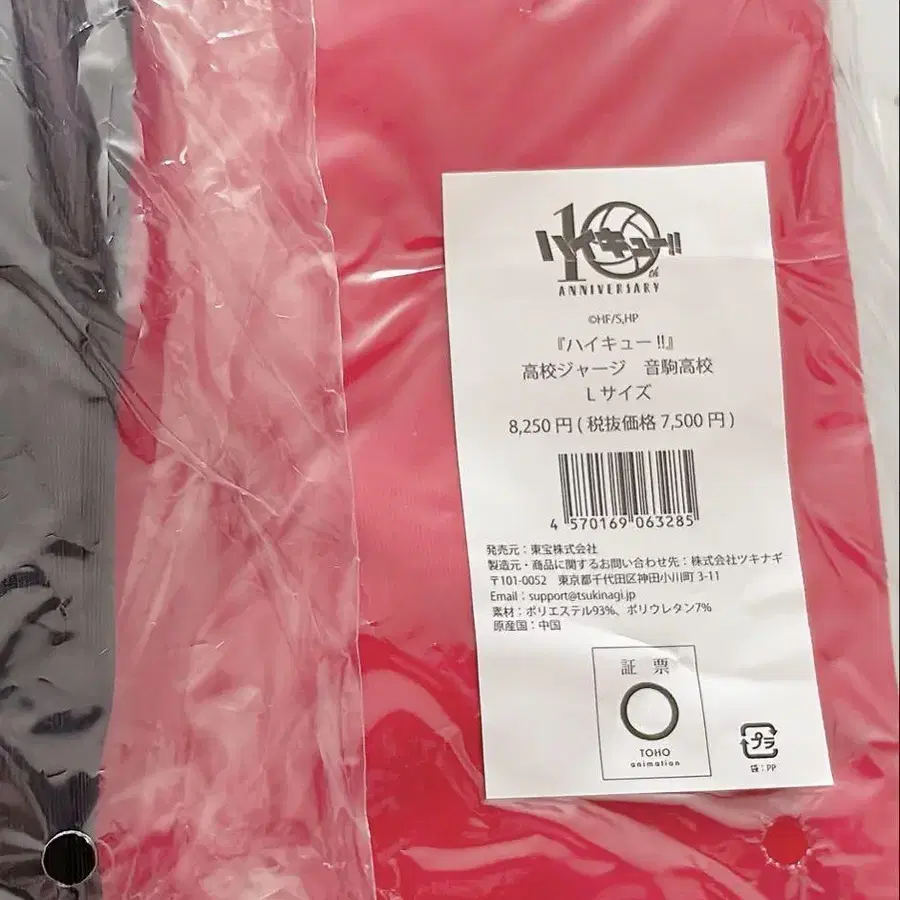 10th
ハイキュー!!
ANNIVERSARY
©HF/S,HP
『ハイキュー!!』
高校ジャージ 音駒高校
Lサイズ
8,250円(税抜価格7,500円)
4 570169 063285
発売元：東宝株式会社
製造元・商品に関するお問い合わせ先：株式会社ツキナギ
〒101-0052 東京都千代田区神田小川町3-11
Email：support@tsukinagi.jp
素材：ポリエステル93%、ポリウレタン7%
原産国：中国
証票
TOHO
animation
プラ
袋：PP